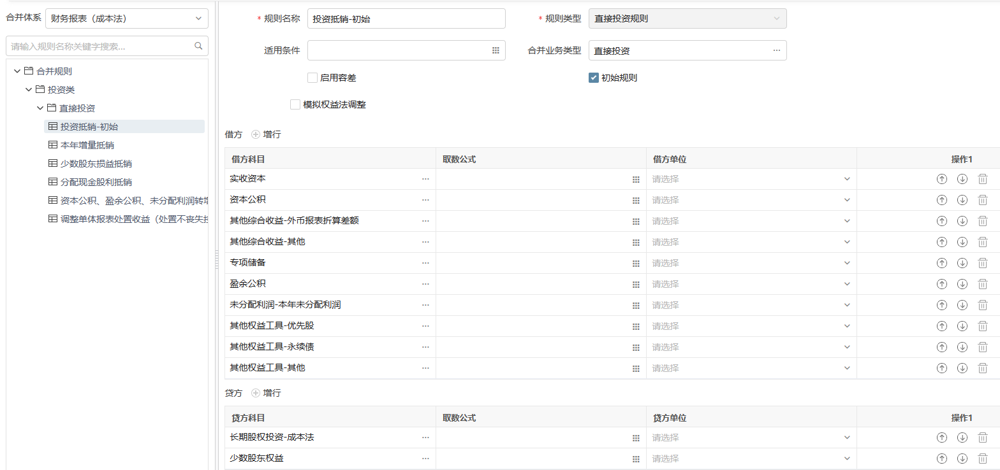 合并体系 财务报表（成本法）
请输入规则名称关键字搜索...
合并规则
投资类
直接投资
投资抵销-初始
本年增量抵销
少数股东损益抵销
分配现金股利抵销
资本公积、盈余公积、未分配利润转增
调整单体报表处置收益（处置不丧失控
* 规则名称 投资抵销-初始 * 规则类型 直接投资规则
适用条件 合并业务类型 直接投资 ...
启用容差 初始规则
模拟权益法调整
借方 增行
借方科目 取数公式 借方单位 操作1
实收资本 ... 请选择
资本公积 ... 请选择
其他综合收益-外币报表折算差额 ... 请选择
其他综合收益-其他 ... 请选择
专项储备 ... 请选择
盈余公积 ... 请选择
未分配利润-本年未分配利润 ... 请选择
其他权益工具-优先股 ... 请选择
其他权益工具-永续债 ... 请选择
其他权益工具-其他 ... 请选择
贷方 增行
贷方科目 取数公式 贷方单位 操作1
长期股权投资-成本法 ... 请选择
少数股东权益 ... 请选择